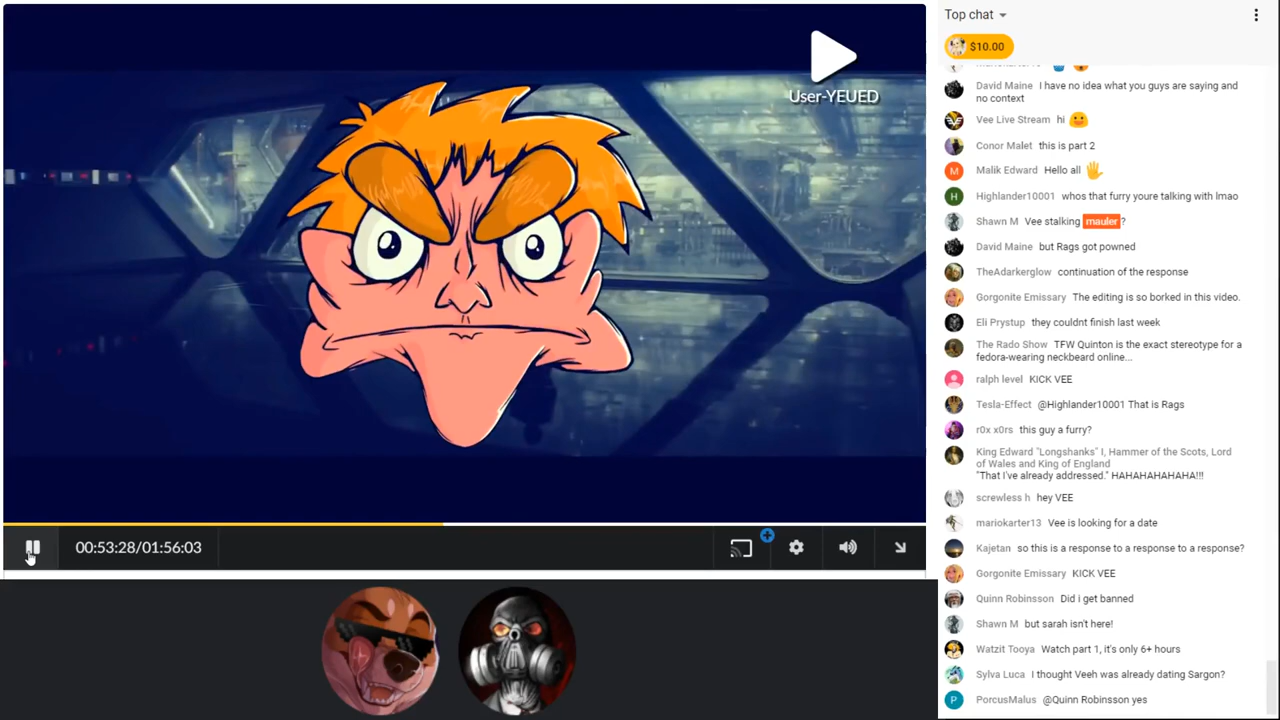 User-YEUED
00:53:28/01:56:03
Top chat
$10.00
David Maine I have no idea what you guys are saying and
no context
Vee Live Stream hi
Conor Malet this is part 2
M Malik Edward Hello all
H Highlander10001 whos that furry youre talking with lmao
Shawn M Vee stalking mauler ?
David Maine but Rags got powned
TheAdarkerglow continuation of the response
Gorgonite Emissary The editing is so borked in this video.
Eli Prystup they couldnt finish last week
The Rado Show TFW Quinton is the exact stereotype for a
fedora-wearing neckbeard online...
ralph level KICK VEE
Tesla-Effect @Highlander10001 That is Rags
r0x x0rs this guy a furry?
King Edward "Longshanks" I, Hammer of the Scots, Lord
of Wales and King of England
"That I've already addressed." HAHAHAHAHAHA!!!
screwless h hey VEE
mariokarter13 Vee is looking for a date
Kajetan so this is a response to a response to a response?
Gorgonite Emissary KICK VEE
Quinn Robinsson Did i get banned
Shawn M but sarah isn't here!
Watzit Tooya Watch part 1, it's only 6+ hours
Sylva Luca I thought Veeh was already dating Sargon?
P PorcusMalus @Quinn Robinsson yes